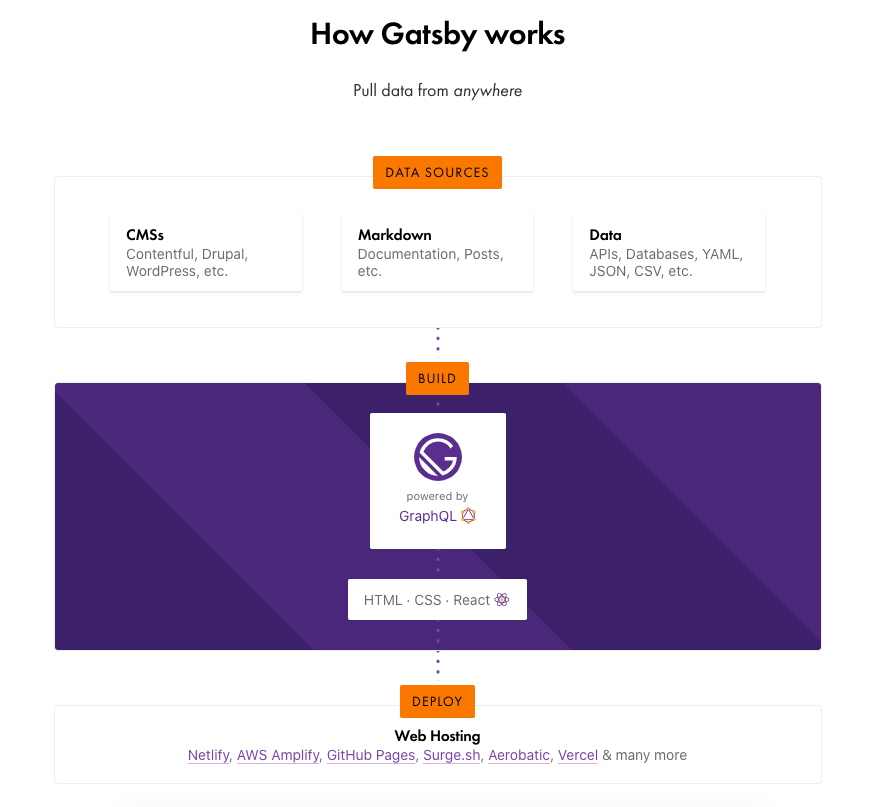 How Gatsby works
Pull data from anywhere
DATA SOURCES
CMSs
Contentful, Drupal,
WordPress, etc.
Markdown
Documentation, Posts,
etc.
Data
APIs, Databases, YAML,
JSON, CSV, etc.
BUILD
powered by
GraphQL
HTML · CSS · React
DEPLOY
Web Hosting
Netlify, AWS Amplify, GitHub Pages, Surge.sh, Aerobatic, Vercel & many more